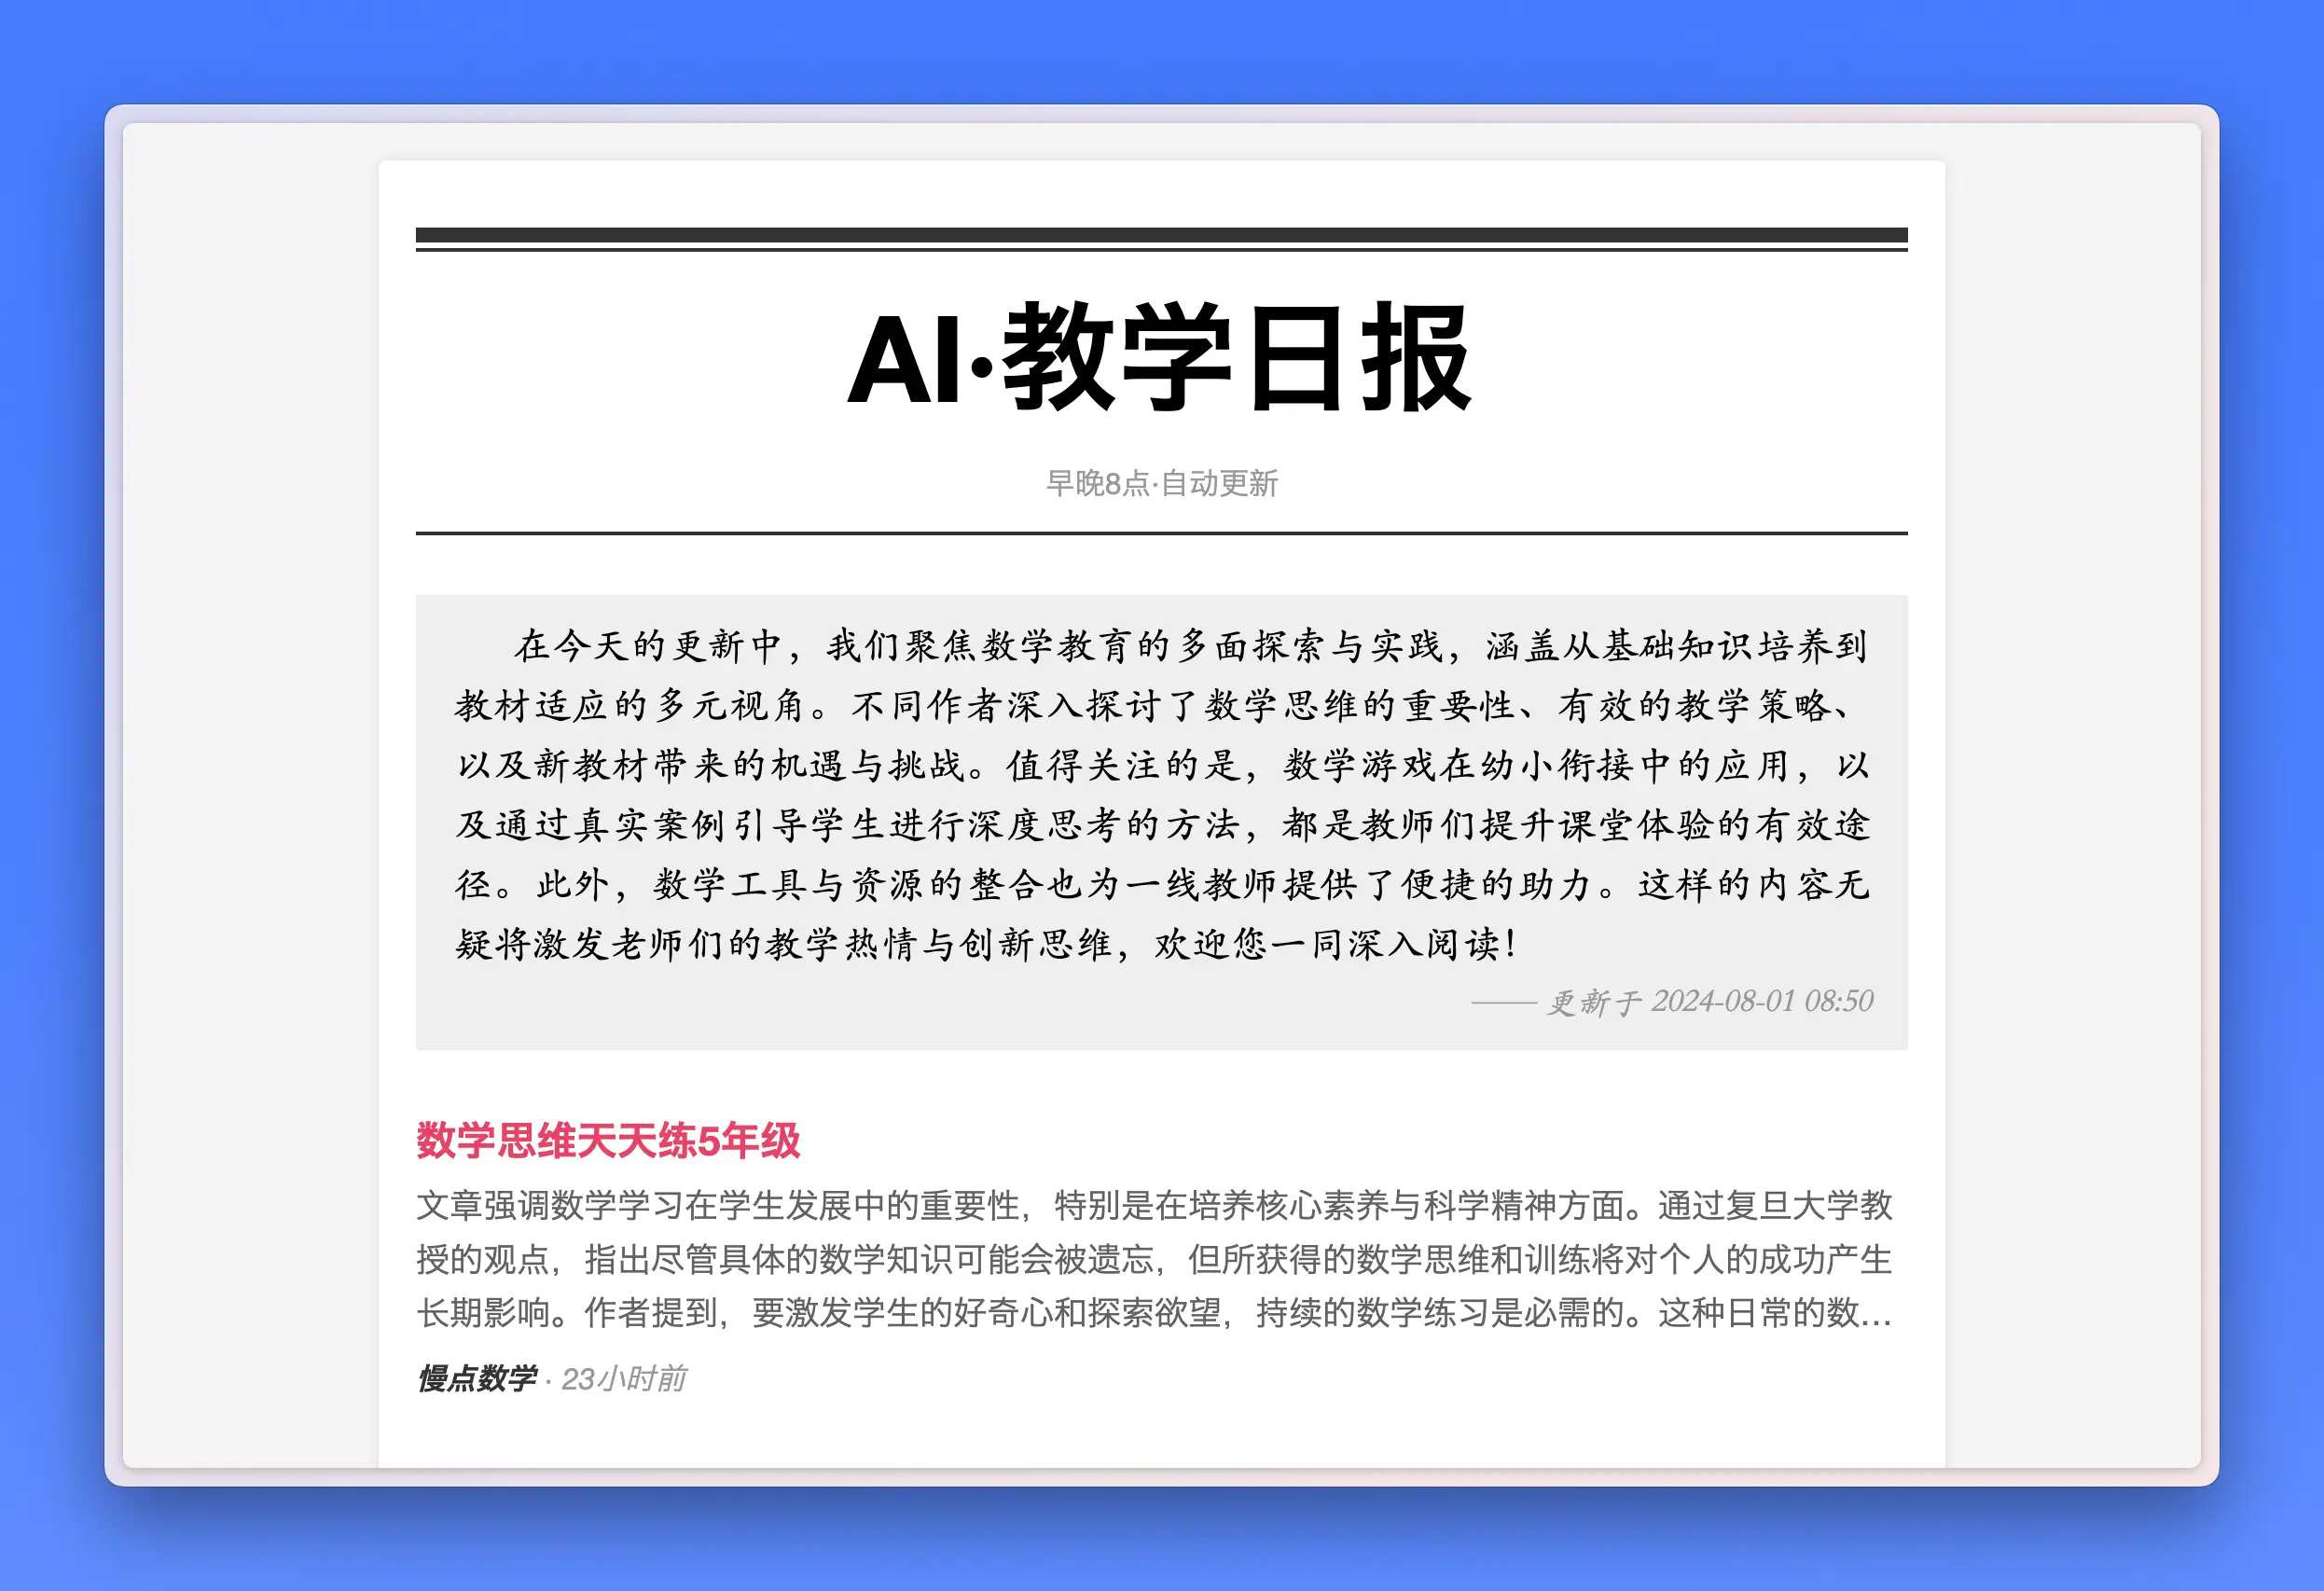 AI·教学日报
早晚8点·自动更新
在今天的更新中，我们聚焦数学教育的多面探索与实践，涵盖从基础知识培养到
教材适应的多元视角。不同作者深入探讨了数学思维的重要性、有效的教学策略、
以及新教材带来的机遇与挑战。值得关注的是，数学游戏在幼小衔接中的应用，以
及通过真实案例引导学生进行深度思考的方法，都是教师们提升课堂体验的有效途
径。此外，数学工具与资源的整合也为一线教师提供了便捷的助力。这样的内容无
疑将激发老师们的教学热情与创新思维，欢迎您一同深入阅读！
—— 更新于 2024-08-01 08:50
数学思维天天练5年级
文章强调数学学习在学生发展中的重要性，特别是在培养核心素养与科学精神方面。通过复旦大学教
授的观点，指出尽管具体的数学知识可能会被遗忘，但所获得的数学思维和训练将对个人的成功产生
长期影响。作者提到，要激发学生的好奇心和探索欲望，持续的数学练习是必需的。这种日常的数…
慢点数学 · 23小时前